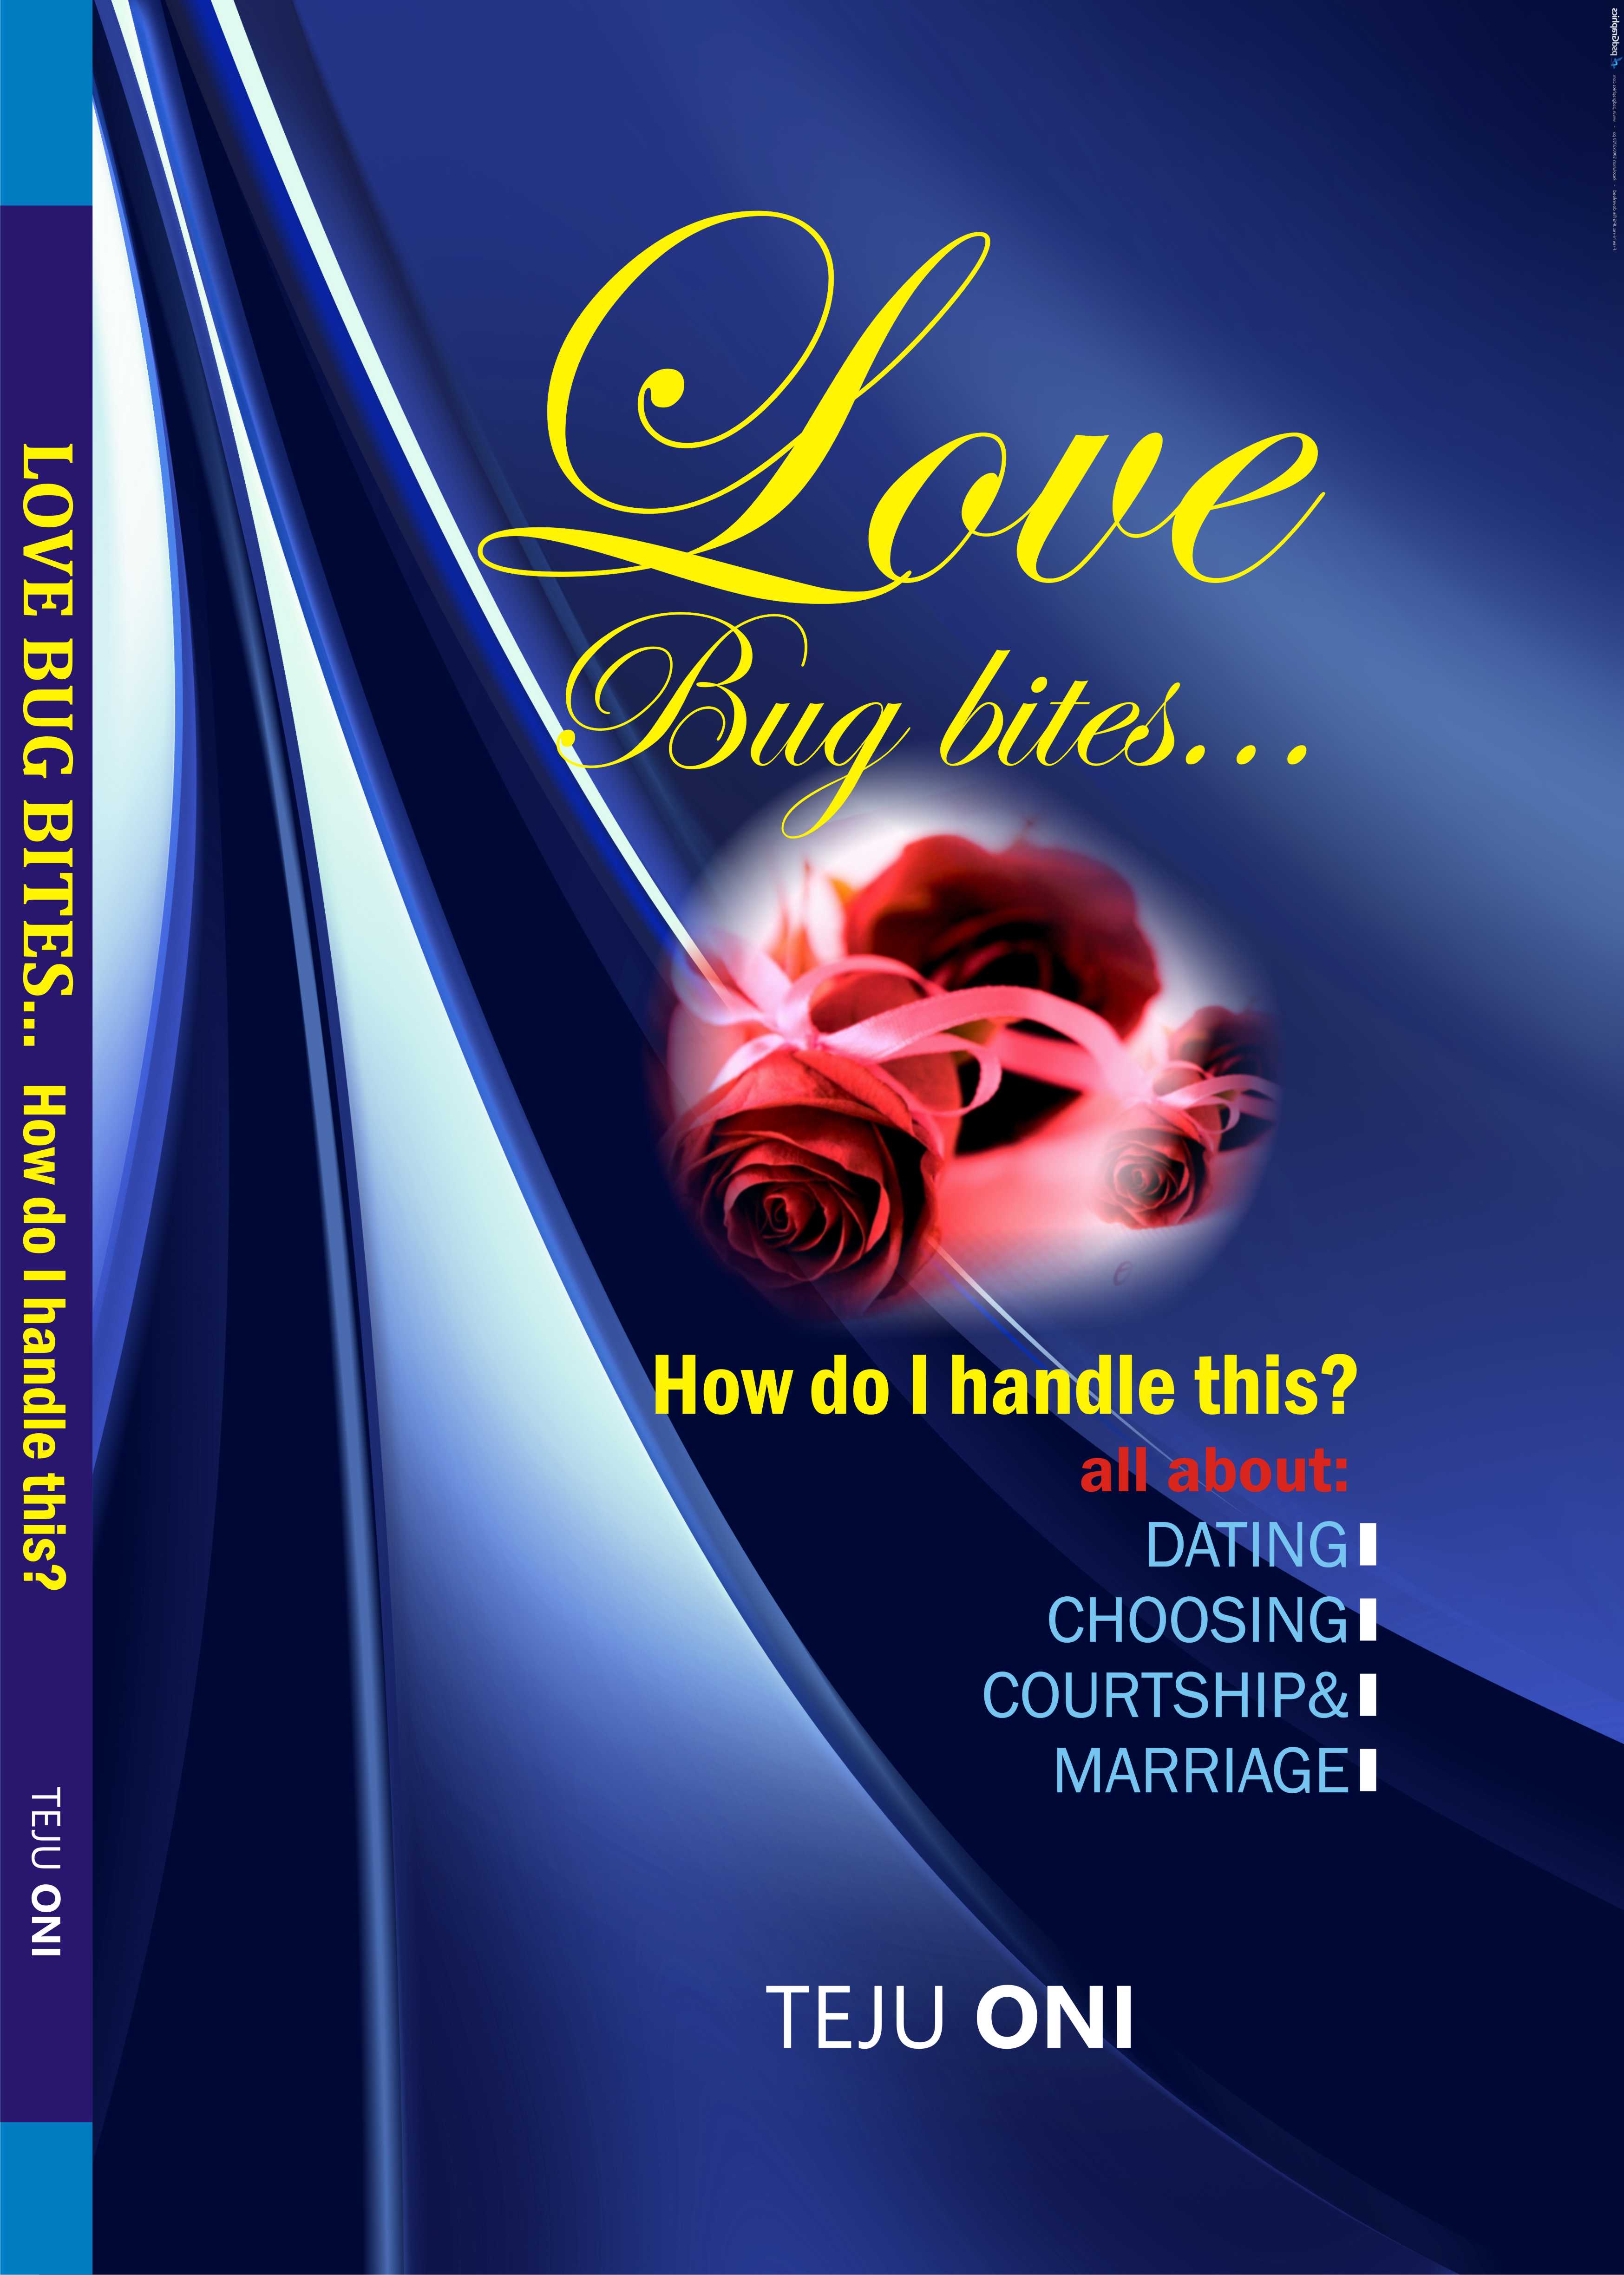 Love
Bug bites...
How do I handle this?
all about:
DATING
CHOOSING
COURTSHIP&
MARRIAGE
TEJU ONI
LOVE BUG BITES... How do I handle this? TEJU ONI
psdGraphics